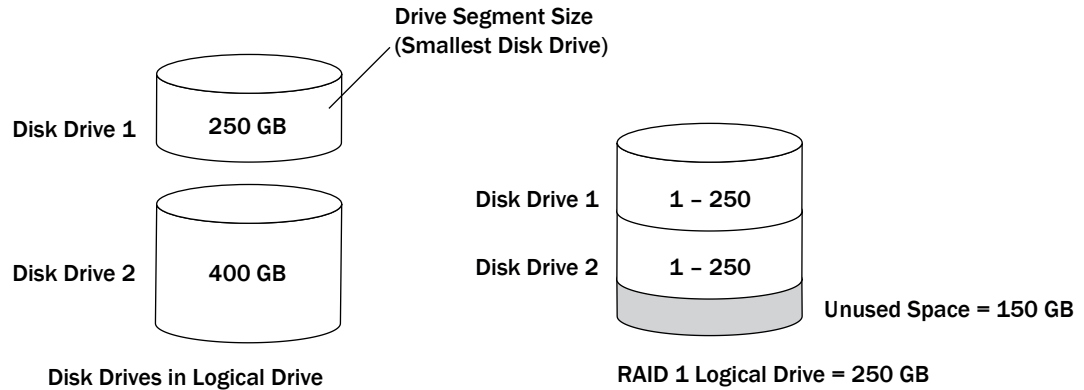 Drive Segment Size
(Smallest Disk Drive)
Disk Drive 1
250 GB
Disk Drive 2
400 GB
Disk Drives in Logical Drive
Disk Drive 1
1 – 250
Disk Drive 2
1 – 250
Unused Space = 150 GB
RAID 1 Logical Drive = 250 GB